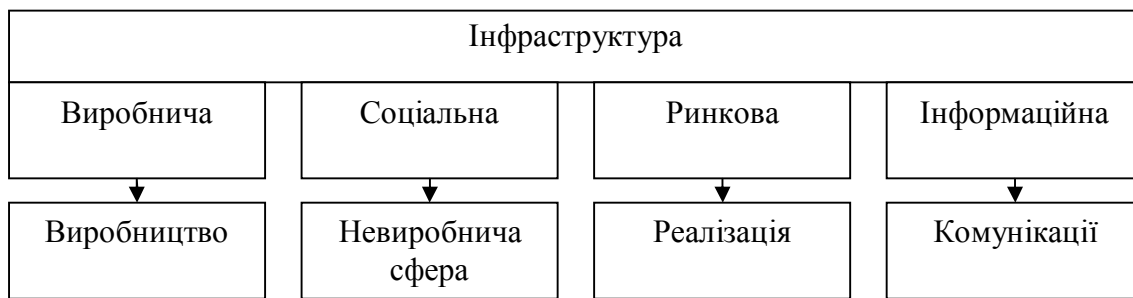 Інфраструктура
Виробнича
Соціальна
Ринкова
Інформаційна
Виробництво
Невиробнича
сфера
Реалізація
Комунікації